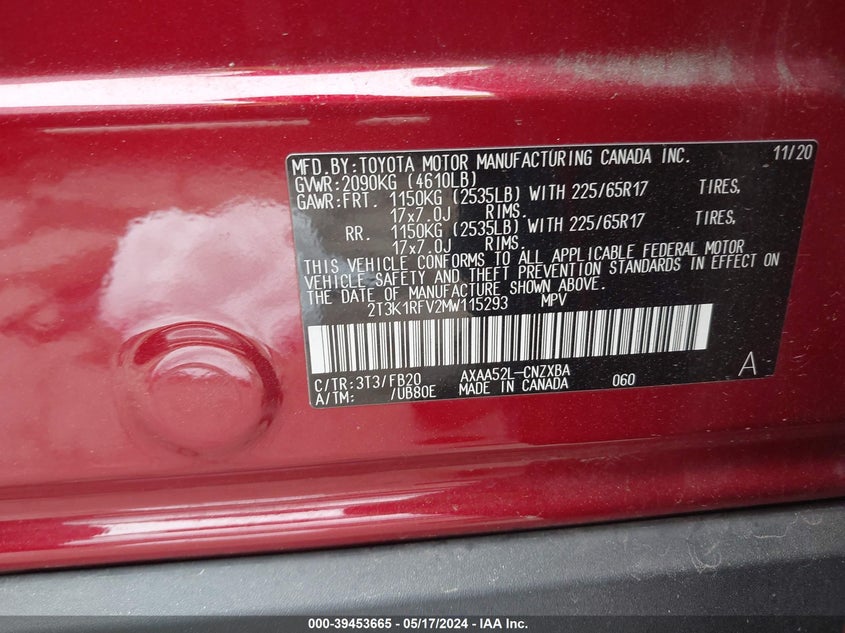 MFD. BY: TOYOTA MOTOR MANUFACTURING CANADA INC. 11/20
GVWR: 2090KG (4610LB)
GAWR: FRT. 1150KG (2535LB) WITH 225/65R17 TIRES,
17x7.0J RIMS.
RR. 1150KG (2535LB) WITH 225/65R17 TIRES,
17x7.0J RIMS.
THIS VEHICLE CONFORMS TO ALL APPLICABLE FEDERAL MOTOR
VEHICLE SAFETY AND THEFT PREVENTION STANDARDS IN EFFECT ON
THE DATE OF MANUFACTURE SHOWN ABOVE.
2T3K1RFV2MW115293 MPV
C/TR: 3T3/FB20 AXAA52L-CNZXBA A
A/TM: /UB80E MADE IN CANADA 060
000-39453665 - 05/17/2024 - IAA Inc.